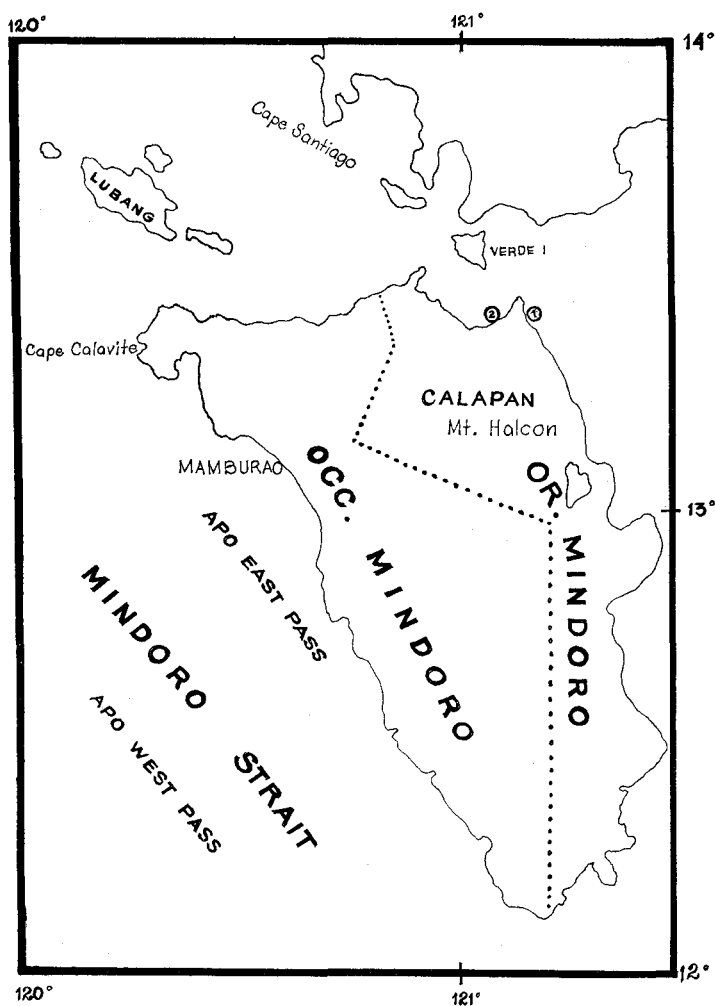 120°
121°
14°
Cape Santiago
LUBANG
VERDE I
② ①
Cape Calavite
CALAPAN
Mt. Halcon
MAMBURAO
OCC. MINDORO
OR. MINDORO
13°
APO EAST PASS
MINDORO STRAIT
APO WEST PASS
12°
120°
121°